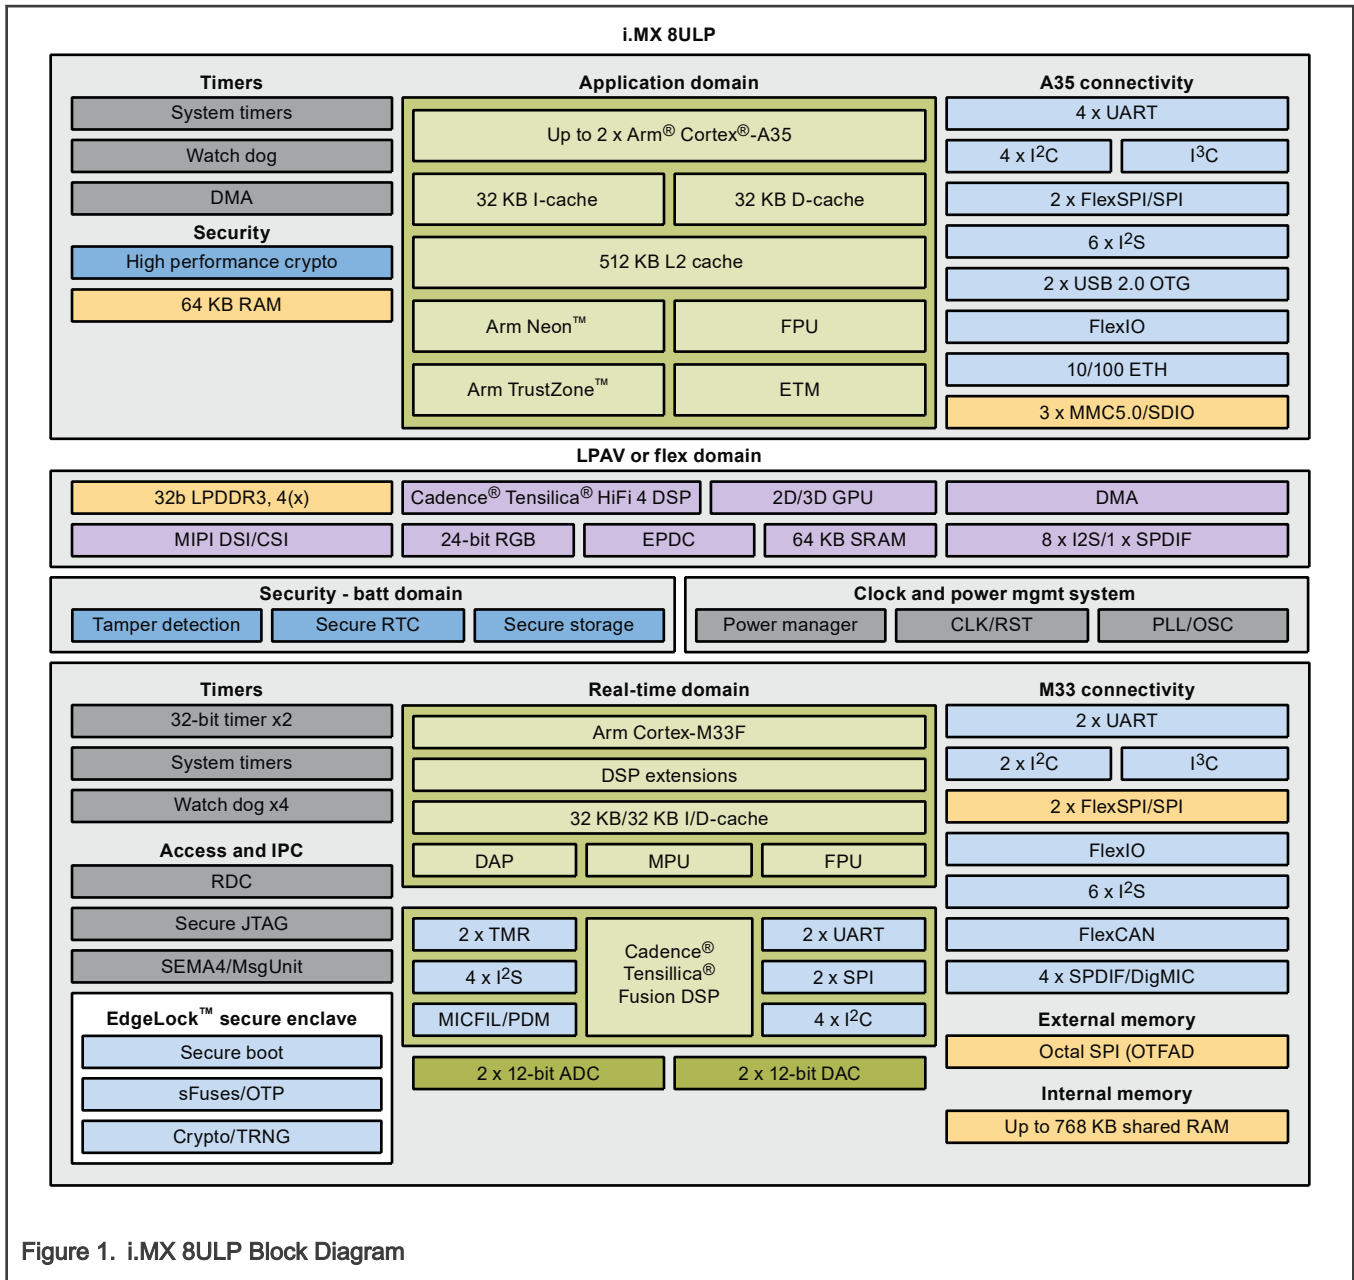 i.MX 8ULP
Timers
System timers
Watch dog
DMA
Security
High performance crypto
64 KB RAM
Application domain
Up to 2 x Arm® Cortex®-A35
32 KB I-cache
32 KB D-cache
512 KB L2 cache
Arm Neon™
FPU
Arm TrustZone™
ETM
A35 connectivity
4 x UART
4 x I²C
I³C
2 x FlexSPI/SPI
6 x I²S
2 x USB 2.0 OTG
FlexIO
10/100 ETH
3 x MMC5.0/SDIO
LPAV or flex domain
32b LPDDR3, 4(x)
Cadence® Tensilica® HiFi 4 DSP
2D/3D GPU
DMA
MIPI DSI/CSI
24-bit RGB
EPDC
64 KB SRAM
8 x I2S/1 x SPDIF
Security - batt domain
Tamper detection
Secure RTC
Secure storage
Clock and power mgmt system
Power manager
CLK/RST
PLL/OSC
Timers
32-bit timer x2
System timers
Watch dog x4
Access and IPC
RDC
Secure JTAG
SEMA4/MsgUnit
EdgeLock™ secure enclave
Secure boot
sFuses/OTP
Crypto/TRNG
Real-time domain
Arm Cortex-M33F
DSP extensions
32 KB/32 KB I/D-cache
DAP
MPU
FPU
2 x TMR
4 x I²S
MICFIL/PDM
Cadence®
Tensillica®
Fusion DSP
2 x UART
2 x SPI
4 x I²C
2 x 12-bit ADC
2 x 12-bit DAC
M33 connectivity
2 x UART
2 x I²C
I³C
2 x FlexSPI/SPI
FlexIO
6 x I²S
FlexCAN
4 x SPDIF/DigMIC
External memory
Octal SPI (OTFAD
Internal memory
Up to 768 KB shared RAM
Figure 1. i.MX 8ULP Block Diagram